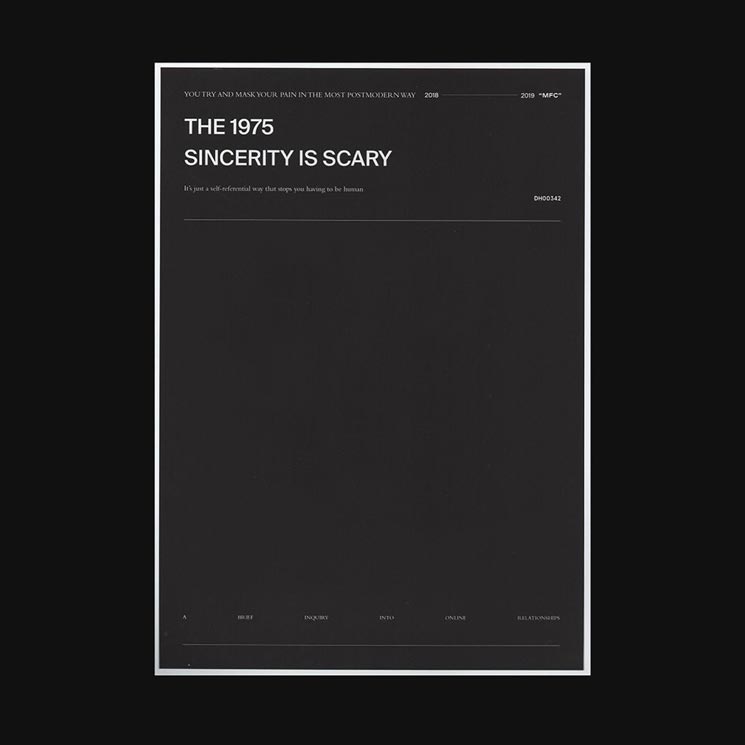 YOU TRY AND MASK YOUR PAIN IN THE MOST POSTMODERN WAY 2018 2019 “MFC”
THE 1975
SINCERITY IS SCARY
It's just a self-referential way that stops you having to be human
DH00342
A BRIEF INQUIRY INTO ONLINE RELATIONSHIPS